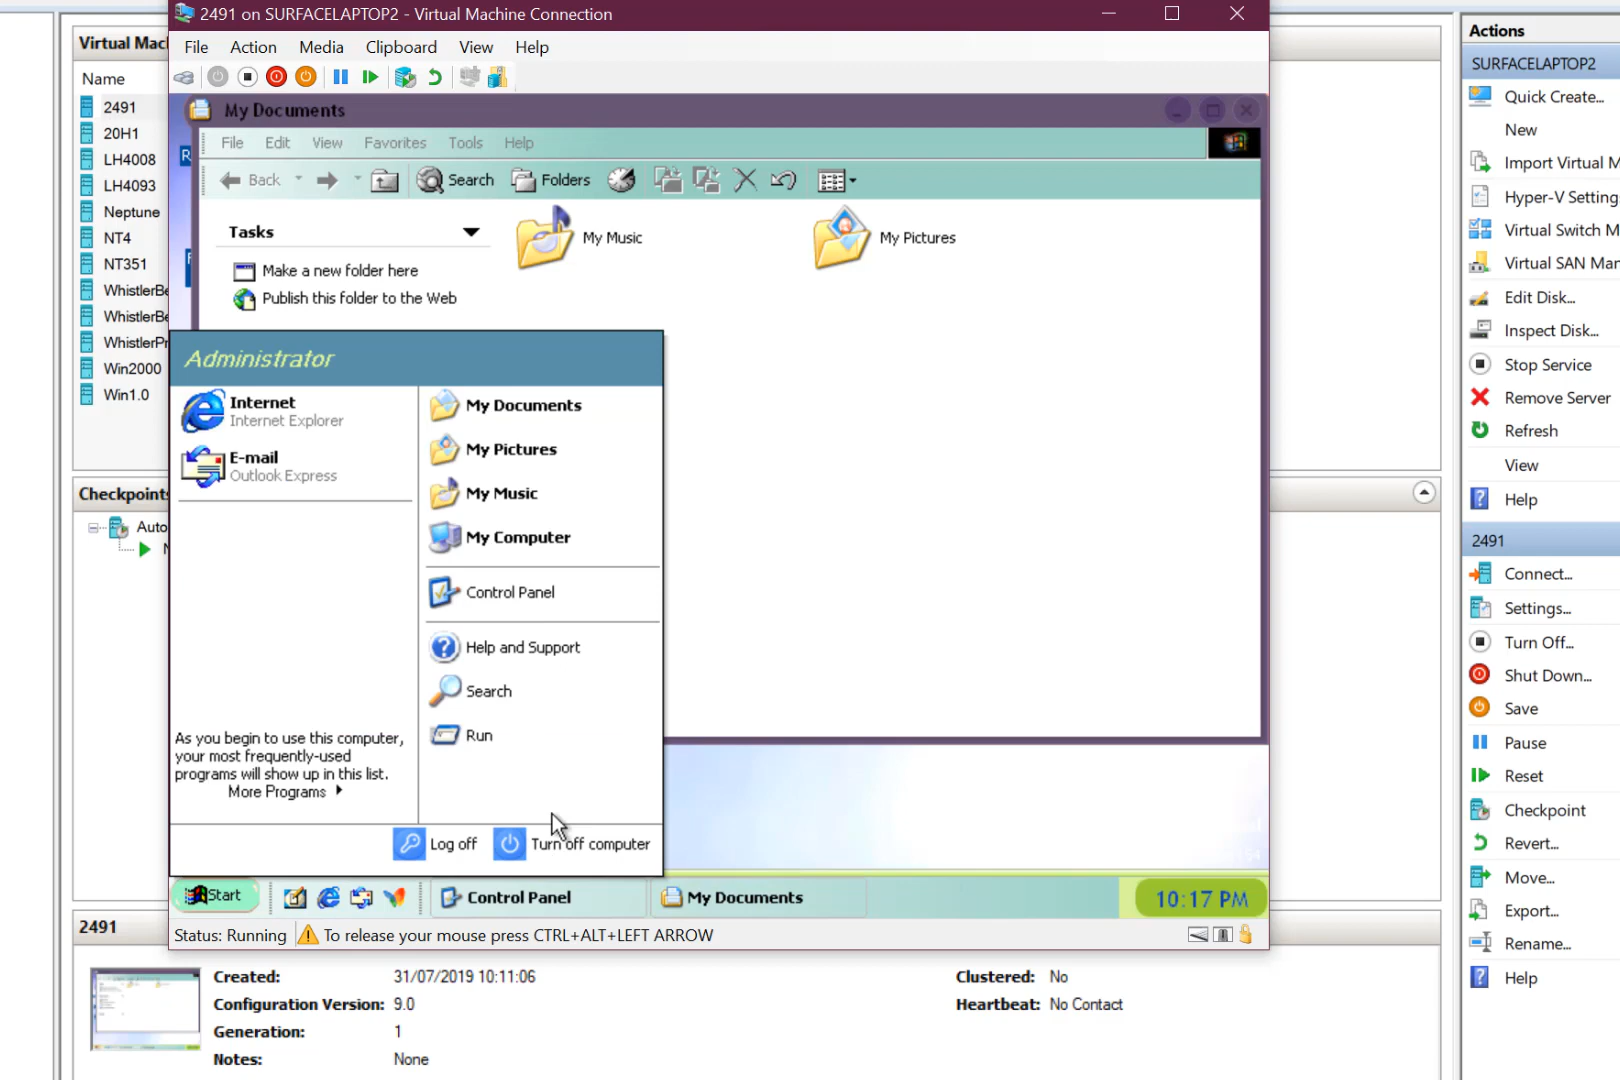 2491 on SURFACELAPTOP2 - Virtual Machine Connection
File Action Media Clipboard View Help
Virtual Mac
Name
2491
20H1
LH4008
LH4093
Neptune
NT4
NT351
WhistlerBe
WhistlerBe
WhistlerPr
Win2000
Win1.0
Checkpoints
Auto
My Documents
File Edit View Favorites Tools Help
Back Search Folders
Tasks
Make a new folder here
Publish this folder to the Web
My Music
My Pictures
Administrator
Internet
Internet Explorer
E-mail
Outlook Express
As you begin to use this computer,
your most frequently-used
programs will show up in this list.
More Programs
My Documents
My Pictures
My Music
My Computer
Control Panel
Help and Support
Search
Run
Log off Turn off computer
Start Control Panel My Documents 10:17 PM
Status: Running To release your mouse press CTRL+ALT+LEFT ARROW
2491
Created: 31/07/2019 10:11:06
Configuration Version: 9.0
Generation: 1
Notes: None
Clustered: No
Heartbeat: No Contact
Actions
SURFACELAPTOP2
Quick Create...
New
Import Virtual M
Hyper-V Setting
Virtual Switch M
Virtual SAN Man
Edit Disk...
Inspect Disk...
Stop Service
Remove Server
Refresh
View
Help
2491
Connect...
Settings...
Turn Off...
Shut Down...
Save
Pause
Reset
Checkpoint
Revert...
Move...
Export...
Rename...
Help